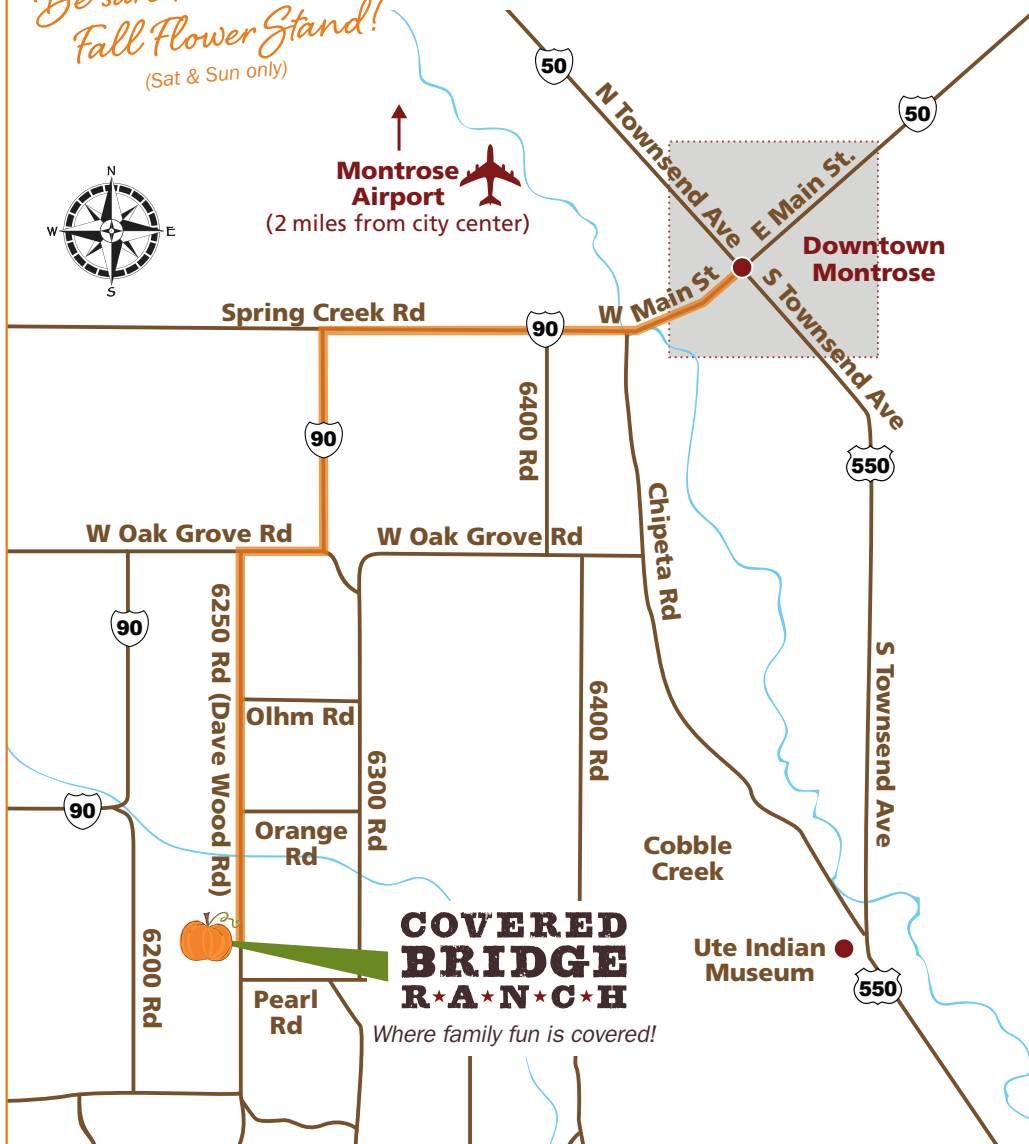 Be sure
Fall Flower Stand!
(Sat & Sun only)
50
N Townsend Ave
50
E Main St.
Montrose
Airport
(2 miles from city center)
N
W
E
S
Downtown
Montrose
Spring Creek Rd
W Main St
90
S Townsend Ave
90
6400 Rd
550
Chipeta Rd
W Oak Grove Rd
W Oak Grove Rd
90
6250 Rd (Dave Wood Rd)
Olhm Rd
6300 Rd
6400 Rd
S Townsend Ave
90
Orange
Rd
Cobble
Creek
COVERED
BRIDGE
R★A★N★C★H
Where family fun is covered!
6200 Rd
Pearl
Rd
Ute Indian
Museum
550